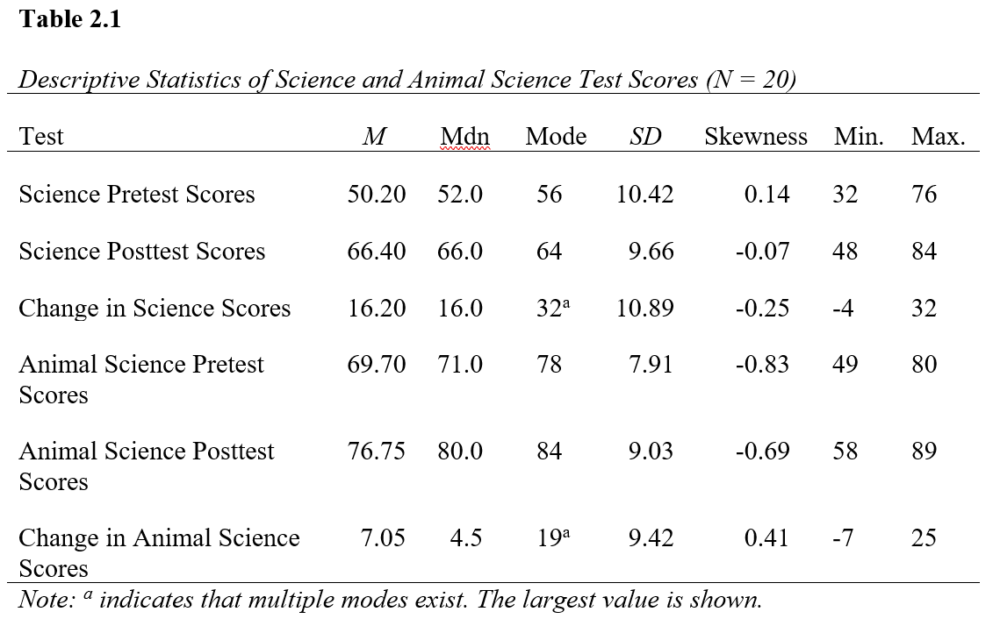 Table 2.1
Descriptive Statistics of Science and Animal Science Test Scores (N = 20)
Test M Mdn Mode SD Skewness Min. Max.
Science Pretest Scores 50.20 52.0 56 10.42 0.14 32 76
Science Posttest Scores 66.40 66.0 64 9.66 -0.07 48 84
Change in Science Scores 16.20 16.0 32ᵃ 10.89 -0.25 -4 32
Animal Science Pretest 69.70 71.0 78 7.91 -0.83 49 80
Scores
Animal Science Posttest 76.75 80.0 84 9.03 -0.69 58 89
Scores
Change in Animal Science 7.05 4.5 19ᵃ 9.42 0.41 -7 25
Scores
Note: ᵃ indicates that multiple modes exist. The largest value is shown.